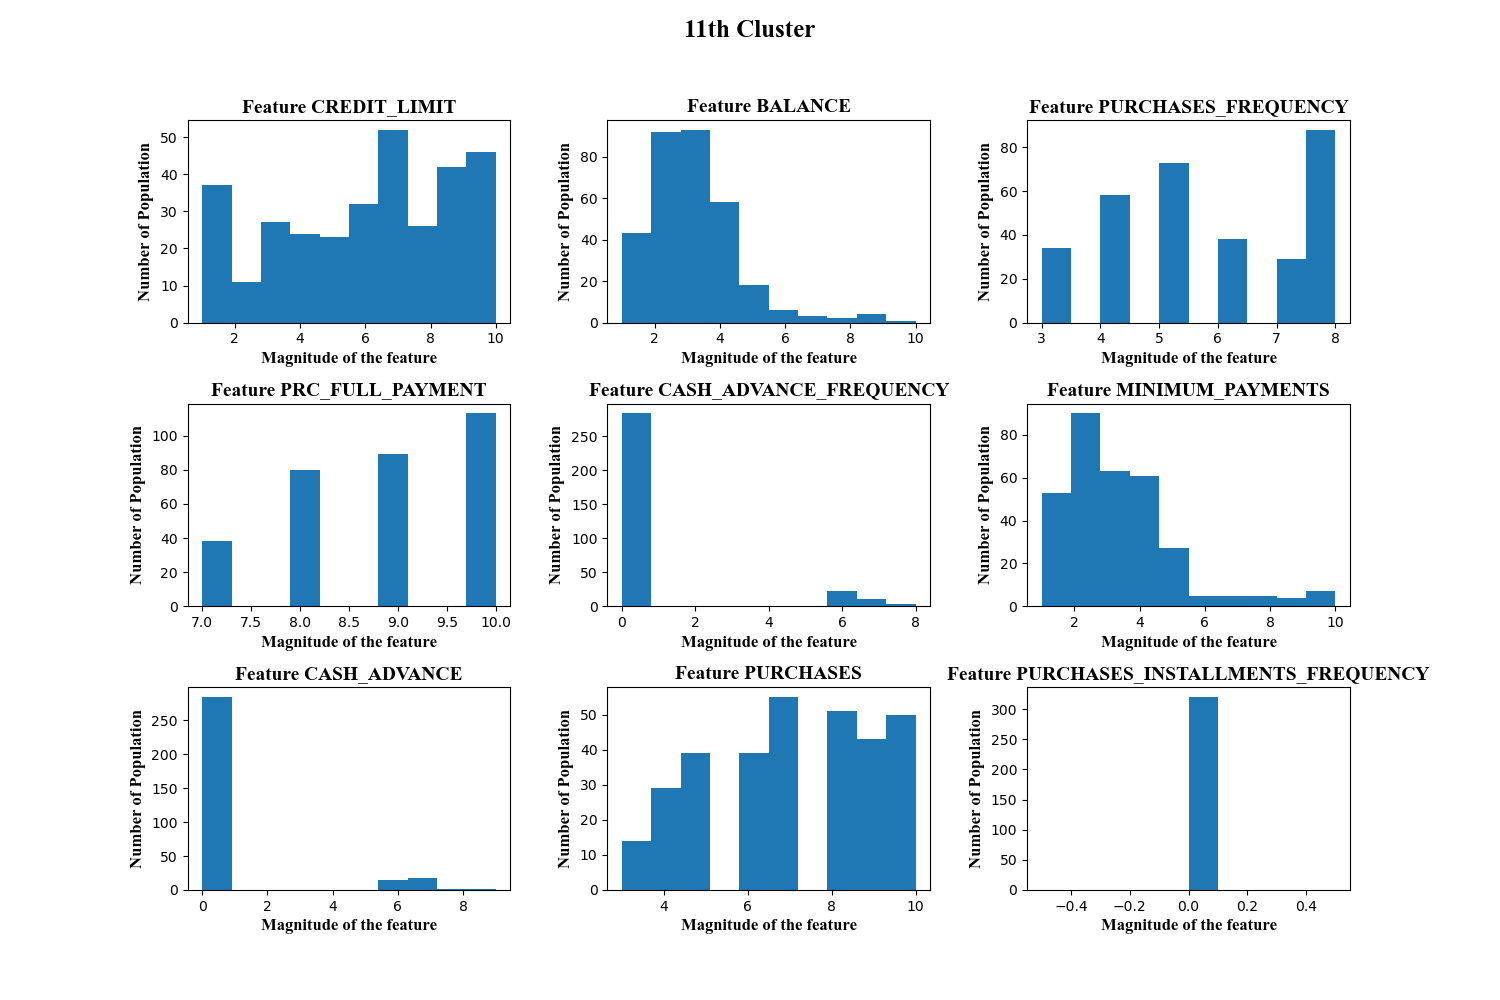 11th Cluster
Feature CREDIT_LIMIT
Number of Population
50
40
30
20
10
0
2 4 6 8 10
Magnitude of the feature
Feature BALANCE
Number of Population
80
60
40
20
0
2 4 6 8 10
Magnitude of the feature
Feature PURCHASES_FREQUENCY
Number of Population
80
60
40
20
0
3 4 5 6 7 8
Magnitude of the feature
Feature PRC_FULL_PAYMENT
Number of Population
100
80
60
40
20
0
7.0 7.5 8.0 8.5 9.0 9.5 10.0
Magnitude of the feature
Feature CASH_ADVANCE_FREQUENCY
Number of Population
250
200
150
100
50
0
0 2 4 6 8
Magnitude of the feature
Feature MINIMUM_PAYMENTS
Number of Population
80
60
40
20
0
2 4 6 8 10
Magnitude of the feature
Feature CASH_ADVANCE
Number of Population
250
200
150
100
50
0
0 2 4 6 8
Magnitude of the feature
Feature PURCHASES
Number of Population
50
40
30
20
10
0
4 6 8 10
Magnitude of the feature
Feature PURCHASES_INSTALLMENTS_FREQUENCY
Number of Population
300
250
200
150
100
50
0
−0.4 −0.2 0.0 0.2 0.4
Magnitude of the feature